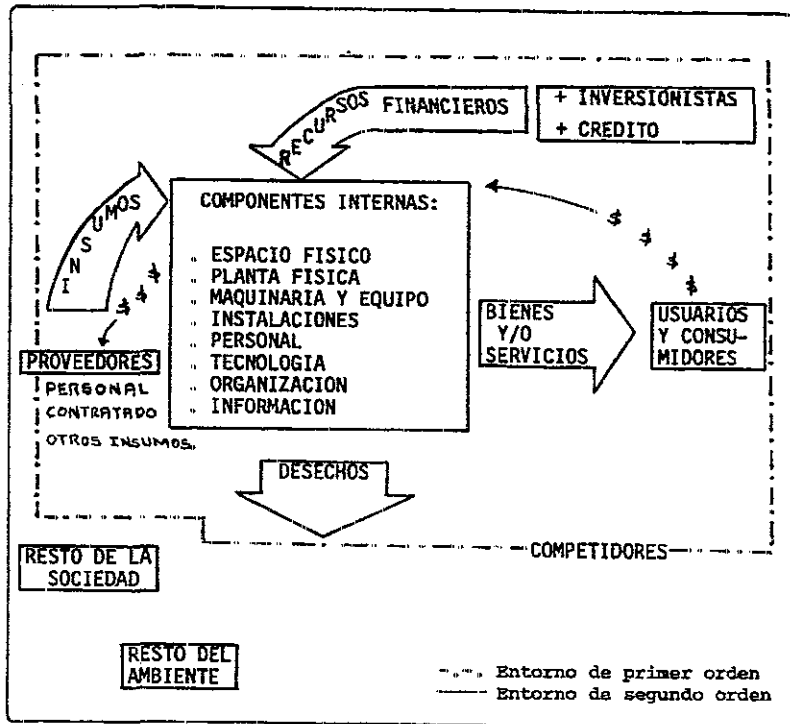 RECURSOS FINANCIEROS
+ INVERSIONISTAS
+ CREDITO
INSUMOS
COMPONENTES INTERNAS:
. ESPACIO FISICO
. PLANTA FISICA
. MAQUINARIA Y EQUIPO
. INSTALACIONES
. PERSONAL
. TECNOLOGIA
. ORGANIZACION
. INFORMACION
$ $ $
$ $ $ $
PROVEEDORES
PERSONAL
CONTRATADO
OTROS INSUMOS.
BIENES
Y/O
SERVICIOS
USUARIOS
Y CONSU-
MIDORES
DESECHOS
COMPETIDORES
RESTO DE LA
SOCIEDAD
RESTO DEL
AMBIENTE
Entorno de primer orden
Entorno de segundo orden